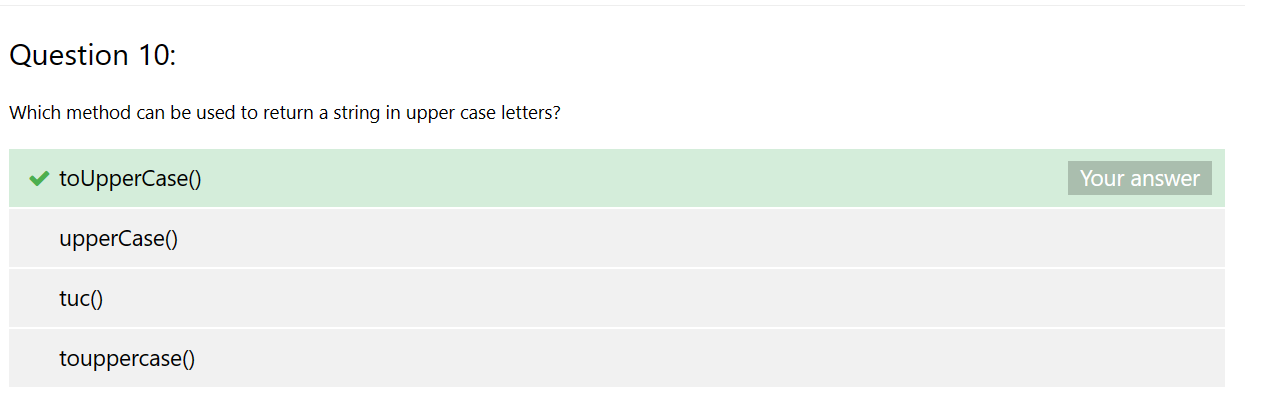 Question 10:
Which method can be used to return a string in upper case letters?
toUpperCase() Your answer
upperCase()
tuc()
touppercase()